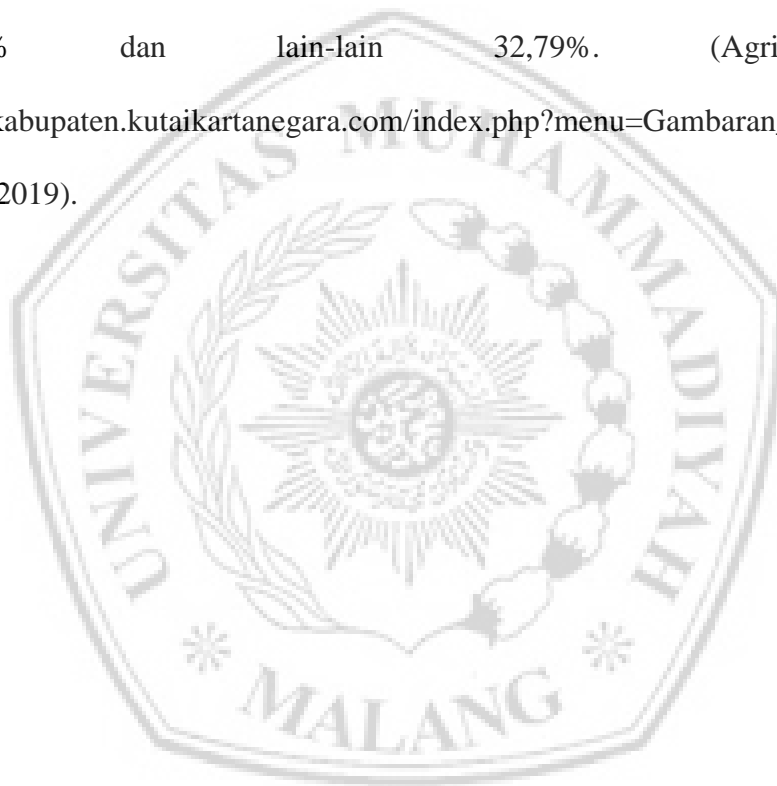 % dan lain-lain 32,79%. (Agri
kabupaten.kutaikartanegara.com/index.php?menu=Gambaran
2019).
UNIVERSITAS MUHAMMADIYAH
MALANG